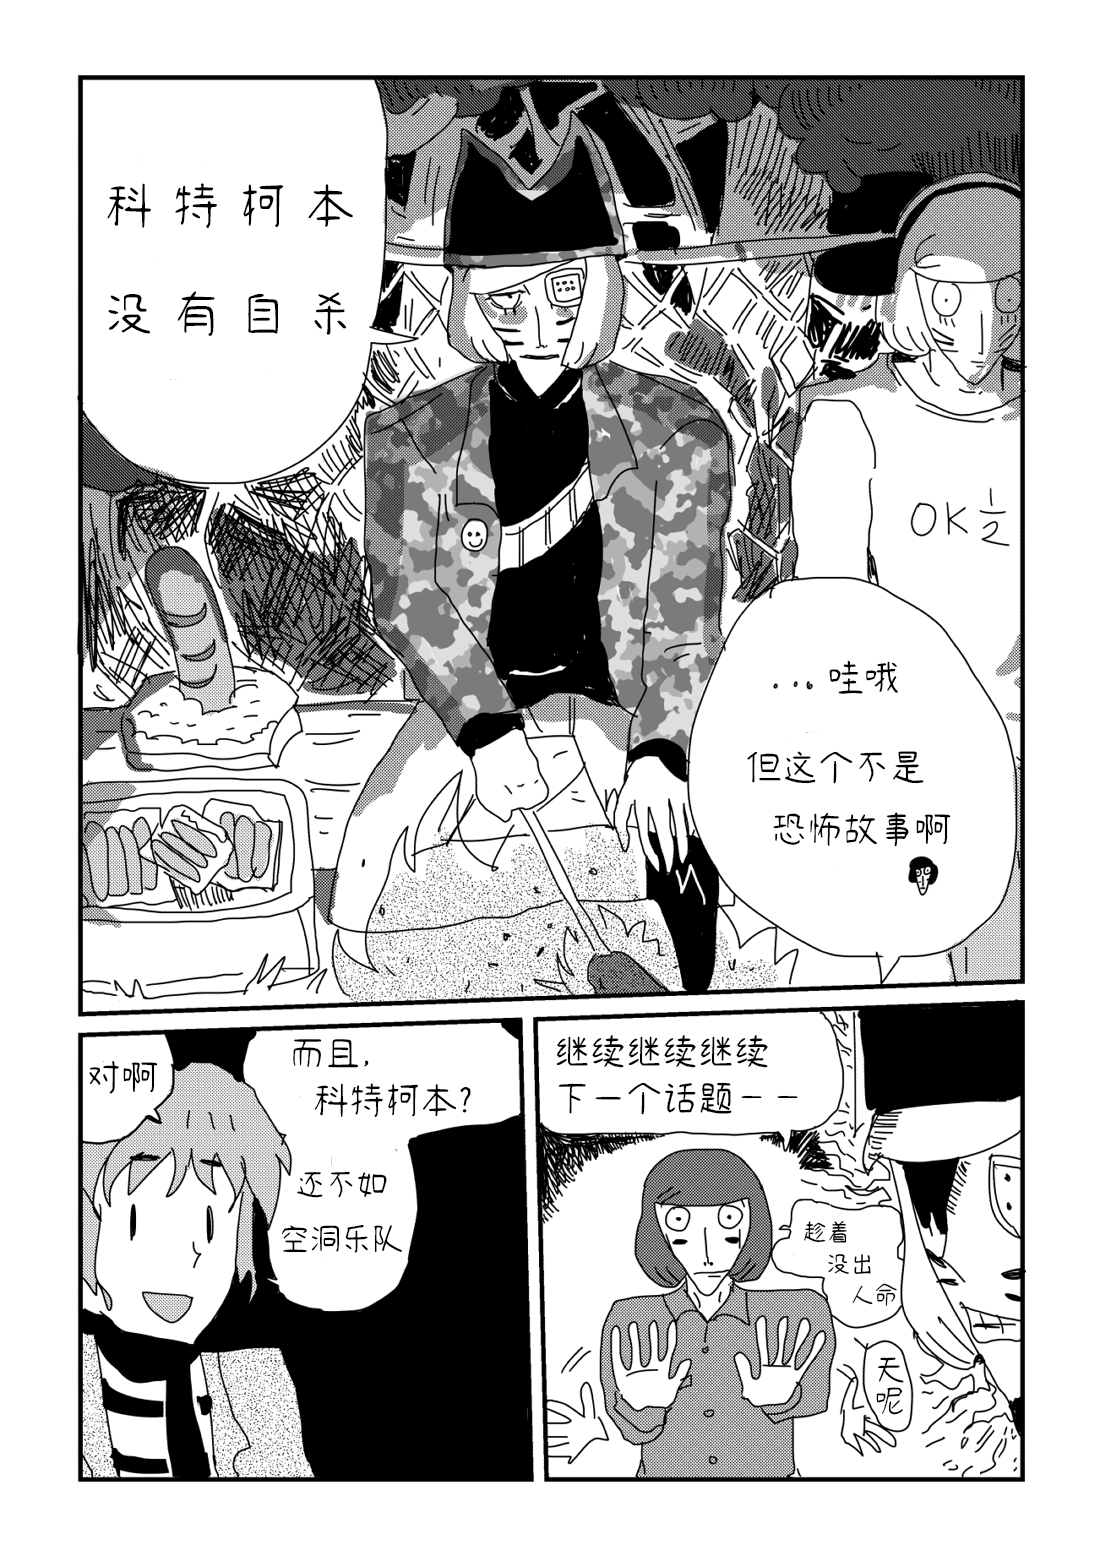 科特柯本
没有自杀
OK½
...哇哦
但这个不是
恐怖故事啊
对啊
而且,
科特柯本?
还不如
空洞乐队
继续继续继续
下一个话题——
趁着
没出
人命
天
呢